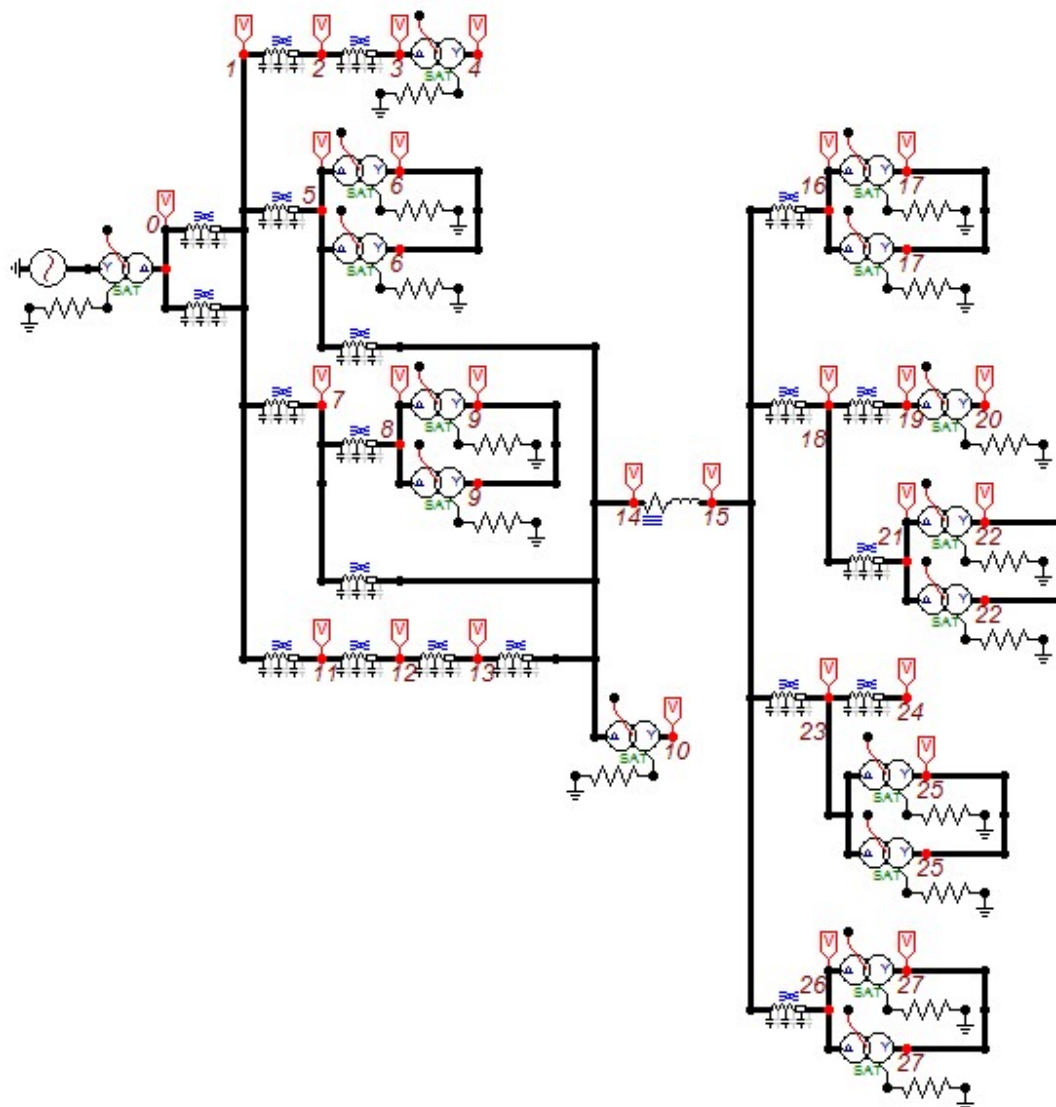 V V V V
1 2 3 4
SAT
V V V V
5 6 16 17
SAT SAT
V
0
SAT SAT
6 17
SAT
V V V V V V
7 8 9 18 19 20
SAT SAT
SAT
9
V V V V
14 15 21 22
SAT
SAT
22
V V V V V
11 12 13 23 24
V V
10 25
SAT SAT
SAT
25
V V
26 27
SAT
SAT
27